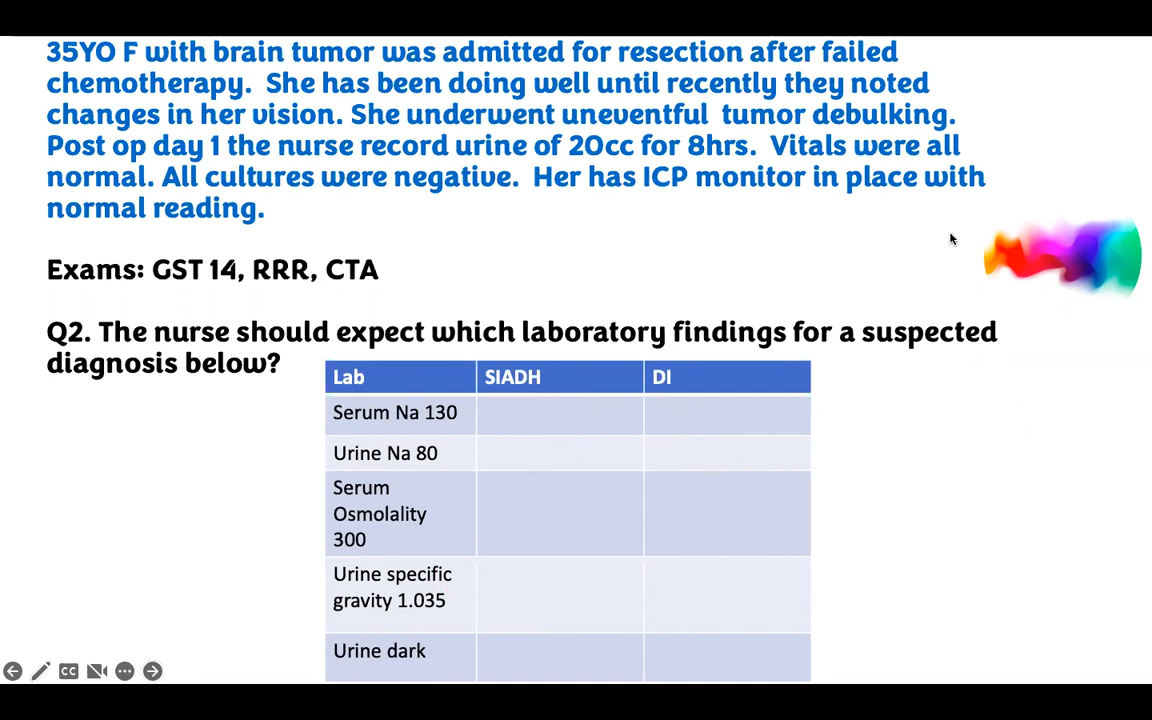 35YO F with brain tumor was admitted for resection after failed
chemotherapy.  She has been doing well until recently they noted
changes in her vision. She underwent uneventful  tumor debulking.
Post op day 1 the nurse record urine of 20cc for 8hrs.  Vitals were all
normal. All cultures were negative.  Her has ICP monitor in place with
normal reading.
Exams: GST 14, RRR, CTA
Q2. The nurse should expect which laboratory findings for a suspected
diagnosis below?
Lab SIADH DI
Serum Na 130
Urine Na 80
Serum
Osmolality
300
Urine specific
gravity 1.035
Urine dark
CC